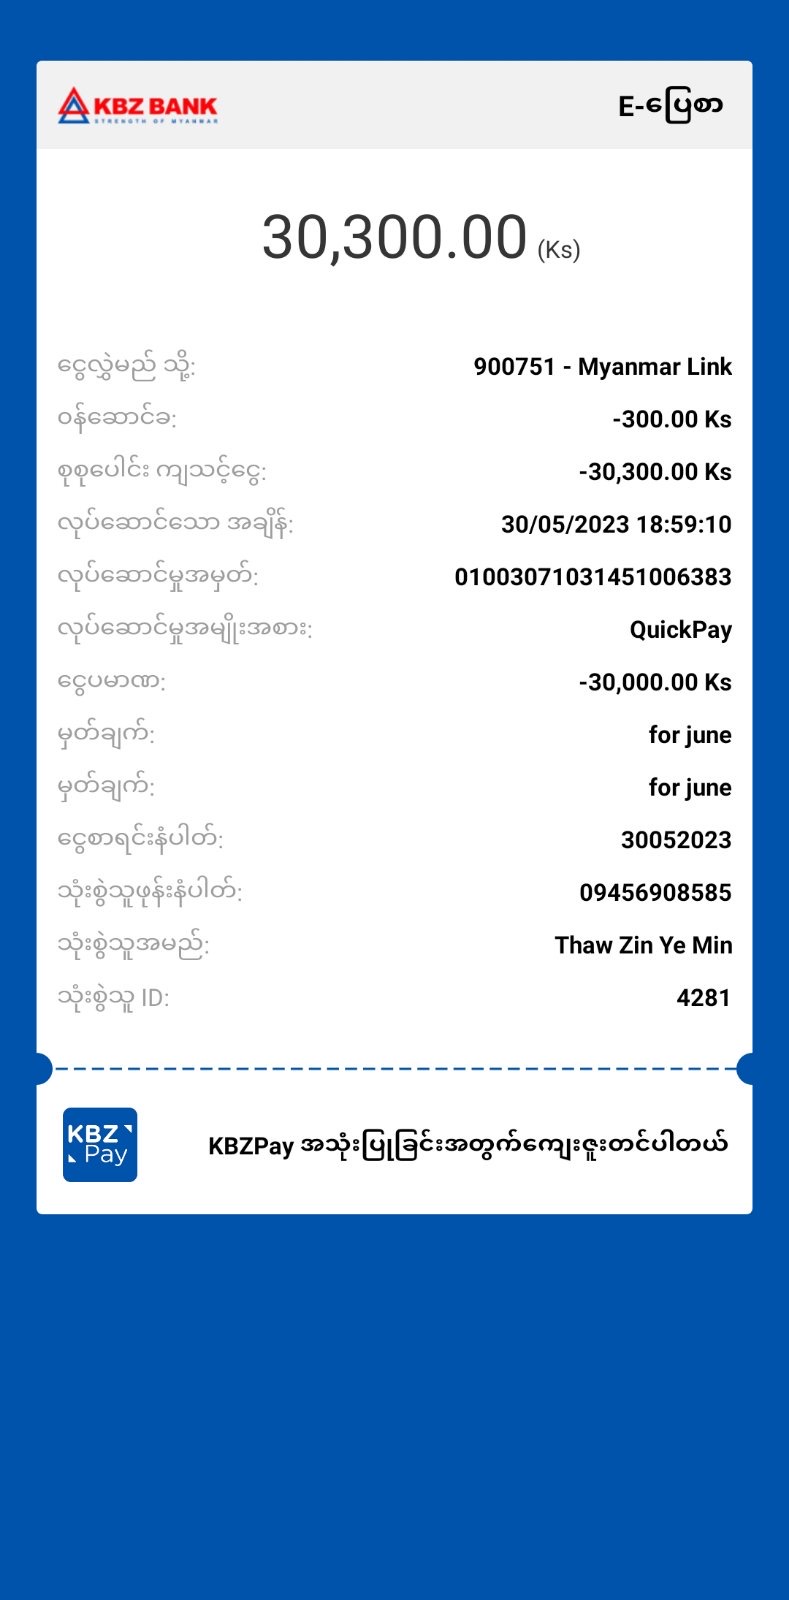 KBZ BANK
STRENGTH OF MYANMAR
E-ပြေစာ
30,300.00 (Ks)
ငွေလွှဲမည် သို့: 900751 - Myanmar Link
ဝန်ဆောင်ခ: -300.00 Ks
စုစုပေါင်း ကျသင့်ငွေ: -30,300.00 Ks
လုပ်ဆောင်သော အချိန်: 30/05/2023 18:59:10
လုပ်ဆောင်မှုအမှတ်: 01003071031451006383
လုပ်ဆောင်မှုအမျိုးအစား: QuickPay
ငွေပမာဏ: -30,000.00 Ks
မှတ်ချက်: for june
မှတ်ချက်: for june
ငွေစာရင်းနံပါတ်: 30052023
သုံးစွဲသူဖုန်းနံပါတ်: 09456908585
သုံးစွဲသူအမည်: Thaw Zin Ye Min
သုံးစွဲသူ ID: 4281
KBZ
Pay
KBZPay အသုံးပြုခြင်းအတွက်ကျေးဇူးတင်ပါတယ်